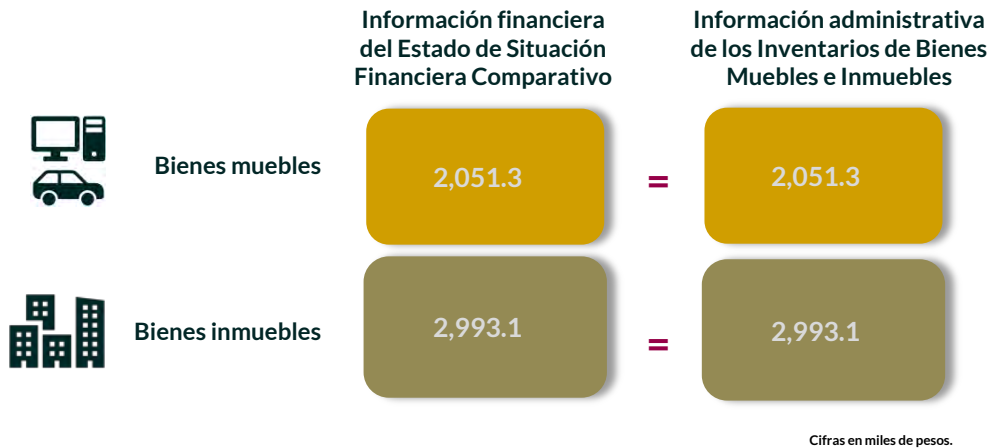 Información financiera
del Estado de Situación
Financiera Comparativo
Información administrativa
de los Inventarios de Bienes
Muebles e Inmuebles
Bienes muebles
2,051.3
=
2,051.3
Bienes inmuebles
2,993.1
=
2,993.1
Cifras en miles de pesos.